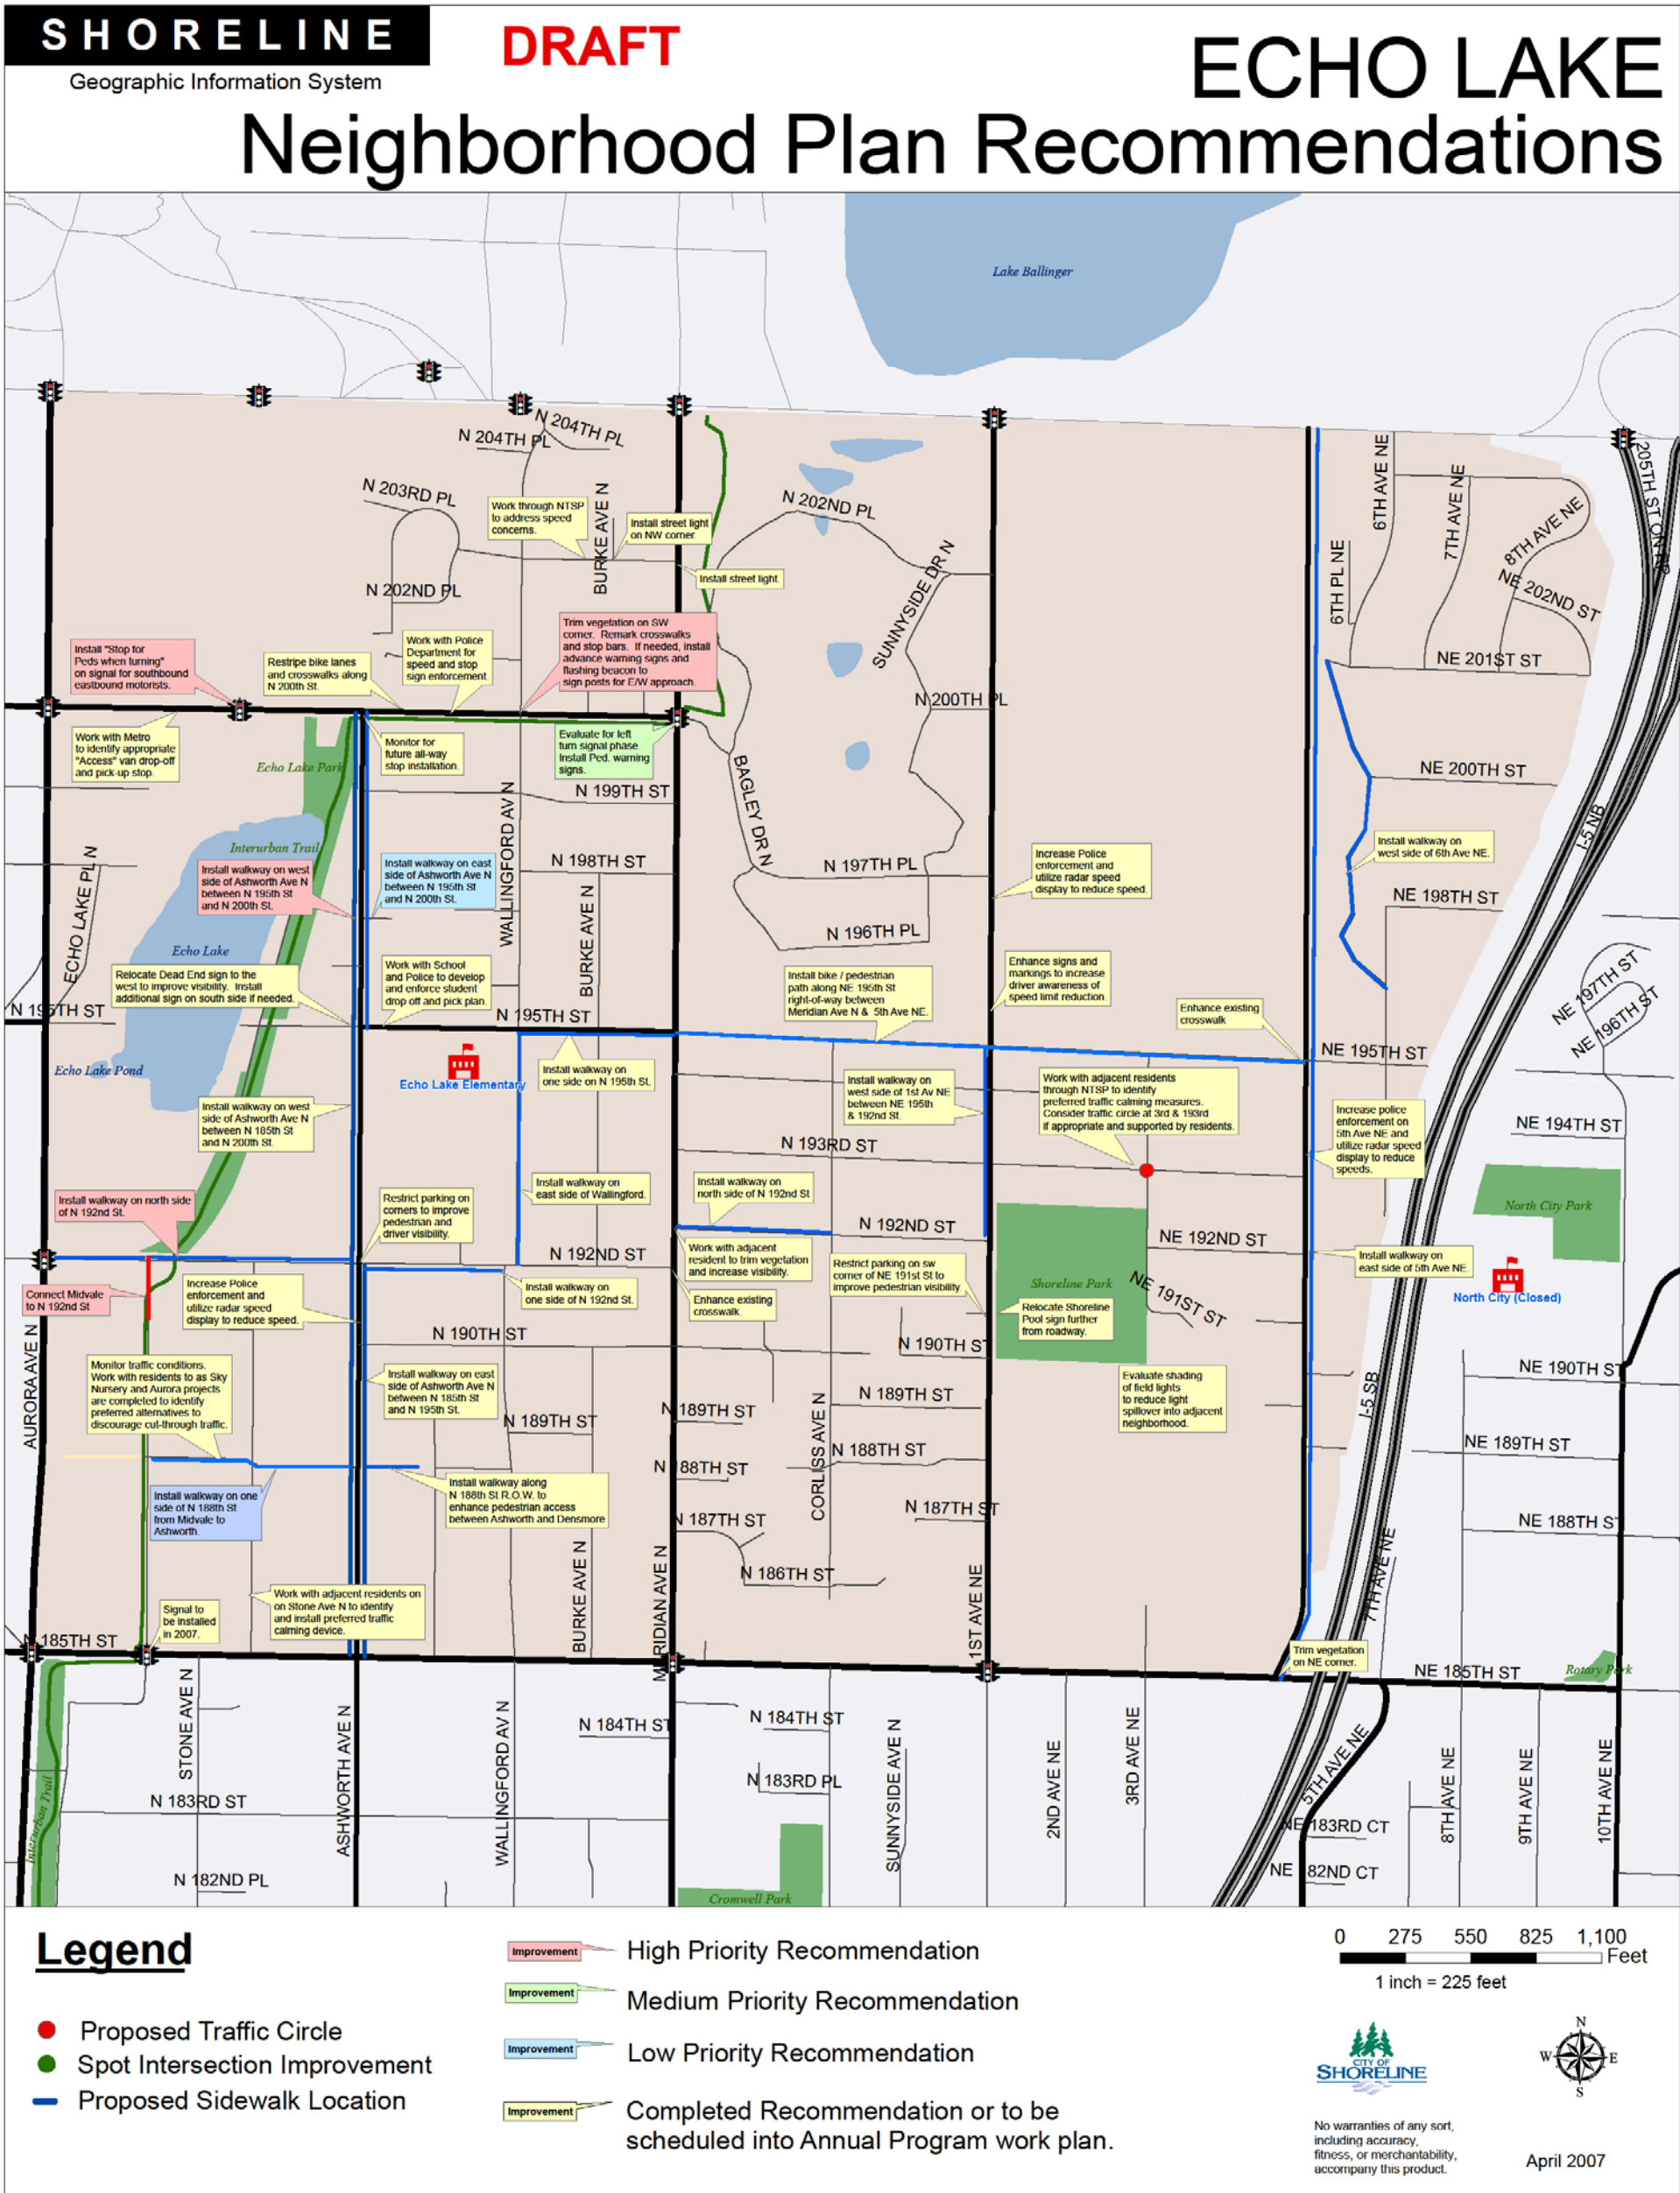 SHORELINE
Geographic Information System
DRAFT
ECHO LAKE
Neighborhood Plan Recommendations
Lake Ballinger
N 204TH PL
N 204TH PL
N 203RD PL
Work through NTSP
to address speed
concerns.
BURKE AVE N
Install street light
on NW corner.
N 202ND PL
Install street light.
N 202ND PL
SUNNYSIDE DR N
6TH AVE NE
7TH AVE NE
8TH AVE NE
NE 202ND ST
6TH PL NE
NE 201ST ST
205TH ST ON RP
Install "Stop for
Peds when turning"
on signal for southbound
eastbound motorists.
Restripe bike lanes
and crosswalks along
N 200th St.
Work with Police
Department for
speed and stop
sign enforcement.
Trim vegetation on SW
corner. Remark crosswalks
and stop bars. If needed, install
advance warning signs and
flashing beacon to
sign posts for E/W approach.
N 200TH PL
Work with Metro
to identify appropriate
"Access" van drop-off
and pick-up stop.
Echo Lake Park
Monitor for
future all-way
stop installation.
Evaluate for left
turn signal phase.
Install Ped. warning
signs.
BAGLEY DR N
N 199TH ST
WALLINGFORD AV N
NE 200TH ST
I-5 NB
Interurban Trail
ECHO LAKE PL N
Install walkway on west
side of Ashworth Ave N
between N 195th St
and N 200th St.
Install walkway on east
side of Ashworth Ave N
between N 195th St
and N 200th St.
N 198TH ST
BURKE AVE N
N 197TH PL
N 196TH PL
Increase Police
enforcement and
utilize radar speed
display to reduce speed.
Install walkway on
west side of 6th Ave NE.
NE 198TH ST
Echo Lake
Relocate Dead End sign to the
west to improve visibility. Install
additional sign on south side if needed.
Work with School
and Police to develop
and enforce student
drop off and pick plan.
Install bike / pedestrian
path along NE 195th St
right-of-way between
Meridian Ave N & 5th Ave NE.
Enhance signs and
markings to increase
driver awareness of
speed limit reduction.
Enhance existing
crosswalk
NE 197TH ST
NE 196TH ST
N 195TH ST
N 195TH ST
NE 195TH ST
Echo Lake Pond
Echo Lake Elementary
Install walkway on
one side on N 195th St.
Install walkway on
west side of 1st Av NE
between NE 195th
& 192nd St.
Work with adjacent residents
through NTSP to identify
preferred traffic calming measures.
Consider traffic circle at 3rd & 193rd
if appropriate and supported by residents.
Increase police
enforcement on
5th Ave NE and
utilize radar speed
display to reduce
speeds.
NE 194TH ST
Install walkway on west
side of Ashworth Ave N
between N 185th St
and N 200th St.
N 193RD ST
Install walkway on north side
of N 192nd St.
Restrict parking on
corners to improve
pedestrian and
driver visibility.
Install walkway on
east side of Wallingford.
Install walkway on
north side of N 192nd St
North City Park
N 192ND ST
N 192ND ST
NE 192ND ST
Work with adjacent
resident to trim vegetation
and increase visibility.
Restrict parking on sw
corner of NE 191st St to
improve pedestrian visibility.
Shoreline Park
NE 191ST ST
Install walkway on
east side of 5th Ave NE.
North City (Closed)
Connect Midvale
to N 192nd St
Increase Police
enforcement and
utilize radar speed
display to reduce speed.
Install walkway on
one side of N 192nd St.
Enhance existing
crosswalk.
Relocate Shoreline
Pool sign further
from roadway.
AURORA AVE N
N 190TH ST
N 190TH ST
NE 190TH ST
Monitor traffic conditions.
Work with residents to as Sky
Nursery and Aurora projects
are completed to identify
preferred alternatives to
discourage cut-through traffic.
Install walkway on east
side of Ashworth Ave N
between N 185th St
and N 195th St.
Evaluate shading
of field lights
to reduce light
spillover into adjacent
neighborhood.
I-5 SB
N 189TH ST
N 189TH ST
N 189TH ST
CORLISS AVE N
N 188TH ST
N 188TH ST
NE 189TH ST
Install walkway on one
side of N 188th St
from Midvale to
Ashworth.
Install walkway along
N 188th St R.O.W. to
enhance pedestrian access
between Ashworth and Densmore
N 187TH ST
N 187TH ST
NE 188TH ST
BURKE AVE N
MERIDIAN AVE N
N 186TH ST
1ST AVE NE
7TH AVE NE
Work with adjacent residents on
on Stone Ave N to identify
and install preferred traffic
calming device.
Signal to
be installed
in 2007.
N 185TH ST
Trim vegetation
on NE corner.
NE 185TH ST
Rotary Park
STONE AVE N
ASHWORTH AVE N
WALLINGFORD AV N
N 184TH ST
N 184TH ST
N 183RD PL
SUNNYSIDE AVE N
2ND AVE NE
3RD AVE NE
5TH AVE NE
8TH AVE NE
9TH AVE NE
10TH AVE NE
Interurban Trail
N 183RD ST
NE 183RD CT
N 182ND PL
NE 182ND CT
Cromwell Park
Legend
Proposed Traffic Circle
Spot Intersection Improvement
Proposed Sidewalk Location
Improvement
High Priority Recommendation
Improvement
Medium Priority Recommendation
Improvement
Low Priority Recommendation
Improvement
Completed Recommendation or to be
scheduled into Annual Program work plan.
0 275 550 825 1,100
Feet
1 inch = 225 feet
CITY OF
SHORELINE
N
W E
S
No warranties of any sort,
including accuracy,
fitness, or merchantability,
accompany this product.
April 2007